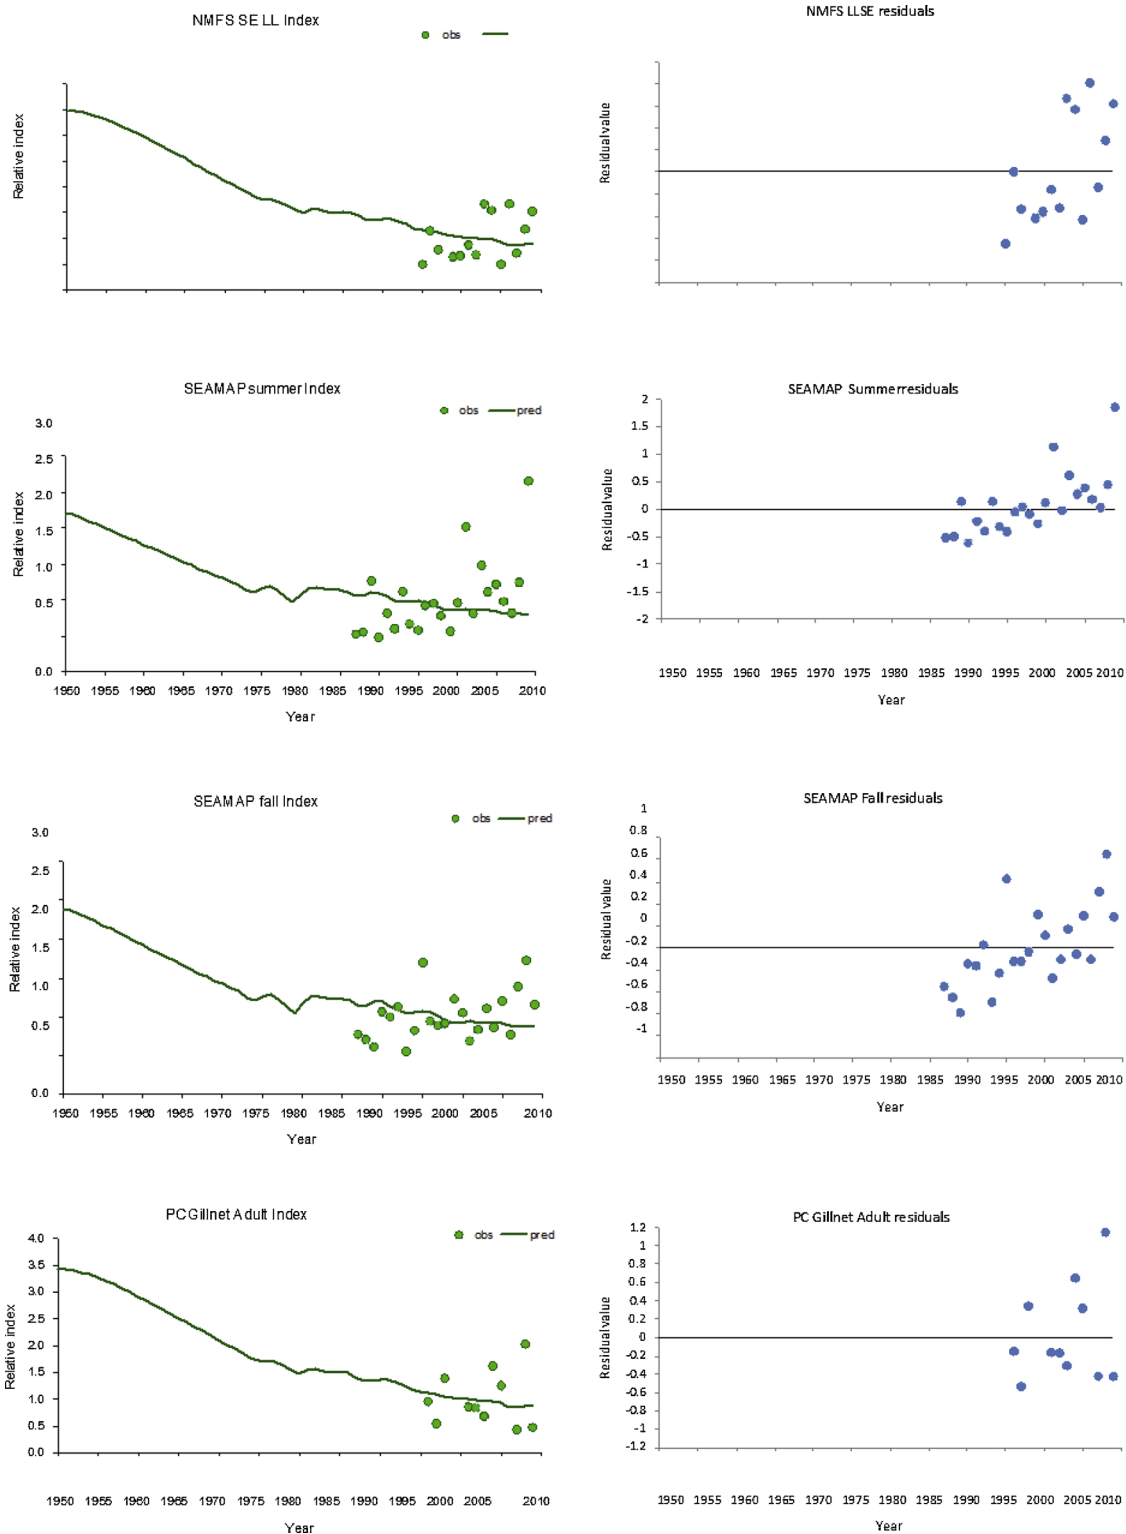 NMFS SE LL Index
obs
Relative index
NMFS LLSE residuals
Residual value
SEAMAP summer Index
obs pred
Relative index
3.0
2.5
2.0
1.5
1.0
0.5
0.0
1950 1955 1960 1965 1970 1975 1980 1985 1990 1995 2000 2005 2010
Year
SEAMAP Summerresiduals
Residual value
2
1.5
1
0.5
0
-0.5
-1
-1.5
-2
1950 1955 1960 1965 1970 1975 1980 1985 1990 1995 2000 2005 2010
Year
SEAMAP fall Index
obs pred
Relative index
3.0
2.5
2.0
1.5
1.0
0.5
0.0
1950 1955 1960 1965 1970 1975 1980 1985 1990 1995 2000 2005 2010
Year
SEAMAP Fall residuals
Residual value
1
0.8
0.6
0.4
0.2
0
-0.2
-0.4
-0.6
-0.8
-1
1950 1955 1960 1965 1970 1975 1980 1985 1990 1995 2000 2005 2010
Year
PC Gillnet Adult Index
obs pred
Relative index
4.0
3.5
3.0
2.5
2.0
1.5
1.0
0.5
0.0
1950 1955 1960 1965 1970 1975 1980 1985 1990 1995 2000 2005 2010
Year
PC Gillnet Adult residuals
Residual value
1.2
1
0.8
0.6
0.4
0.2
0
-0.2
-0.4
-0.6
-0.8
-1
-1.2
1950 1955 1960 1965 1970 1975 1980 1985 1990 1995 2000 2005 2010
Year